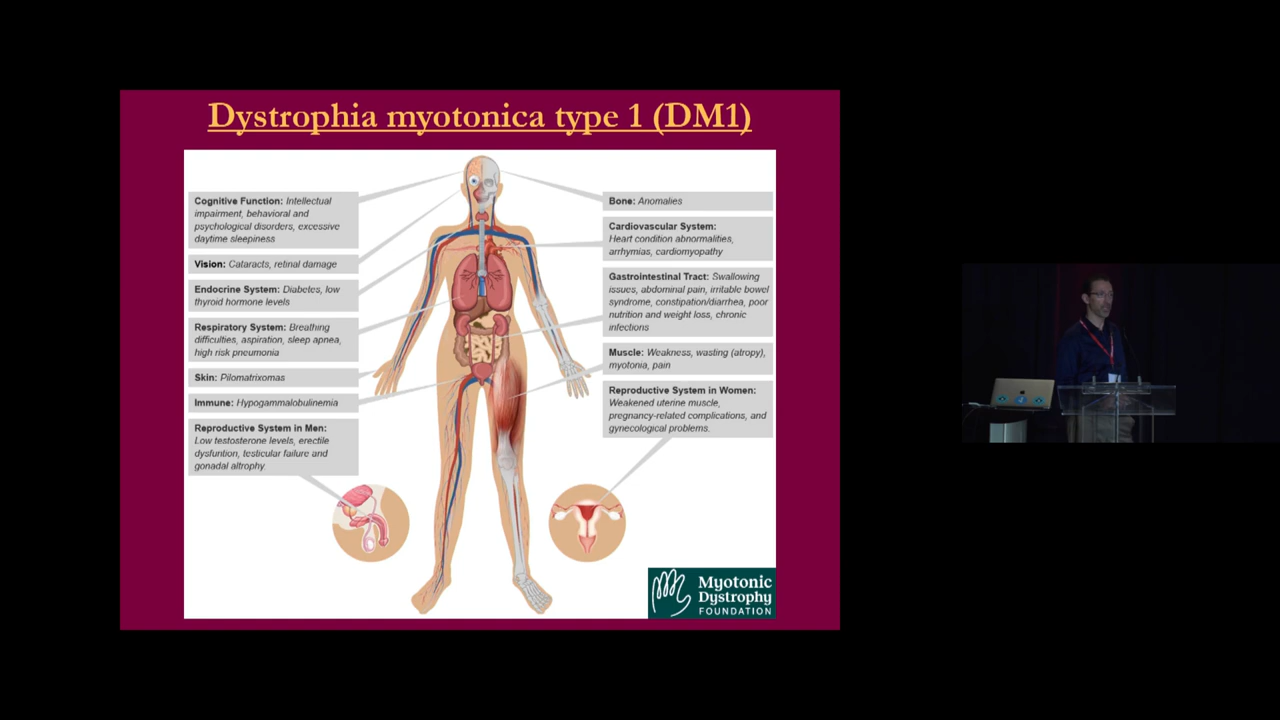 Dystrophia myotonica type 1 (DM1)
Cognitive Function: Intellectual
impairment, behavioral and
psychological disorders, excessive
daytime sleepiness
Vision: Cataracts, retinal damage
Endocrine System: Diabetes, low
thyroid hormone levels
Respiratory System: Breathing
difficulties, aspiration, sleep apnea,
high risk pneumonia
Skin: Pilomatrixomas
Immune: Hypogammalobulinemia
Reproductive System in Men:
Low testosterone levels, erectile
dysfuntion, testicular failure and
gonadal altrophy.
Bone: Anomalies
Cardiovascular System:
Heart condition abnormalities,
arrhymias, cardiomyopathy
Gastrointestinal Tract: Swallowing
issues, abdominal pain, irritable bowel
syndrome, constipation/diarrhea, poor
nutrition and weight loss, chronic
infections
Muscle: Weakness, wasting (atropy),
myotonia, pain
Reproductive System in Women:
Weakened uterine muscle,
pregnancy-related complications, and
gynecological problems.
Myotonic
Dystrophy
FOUNDATION